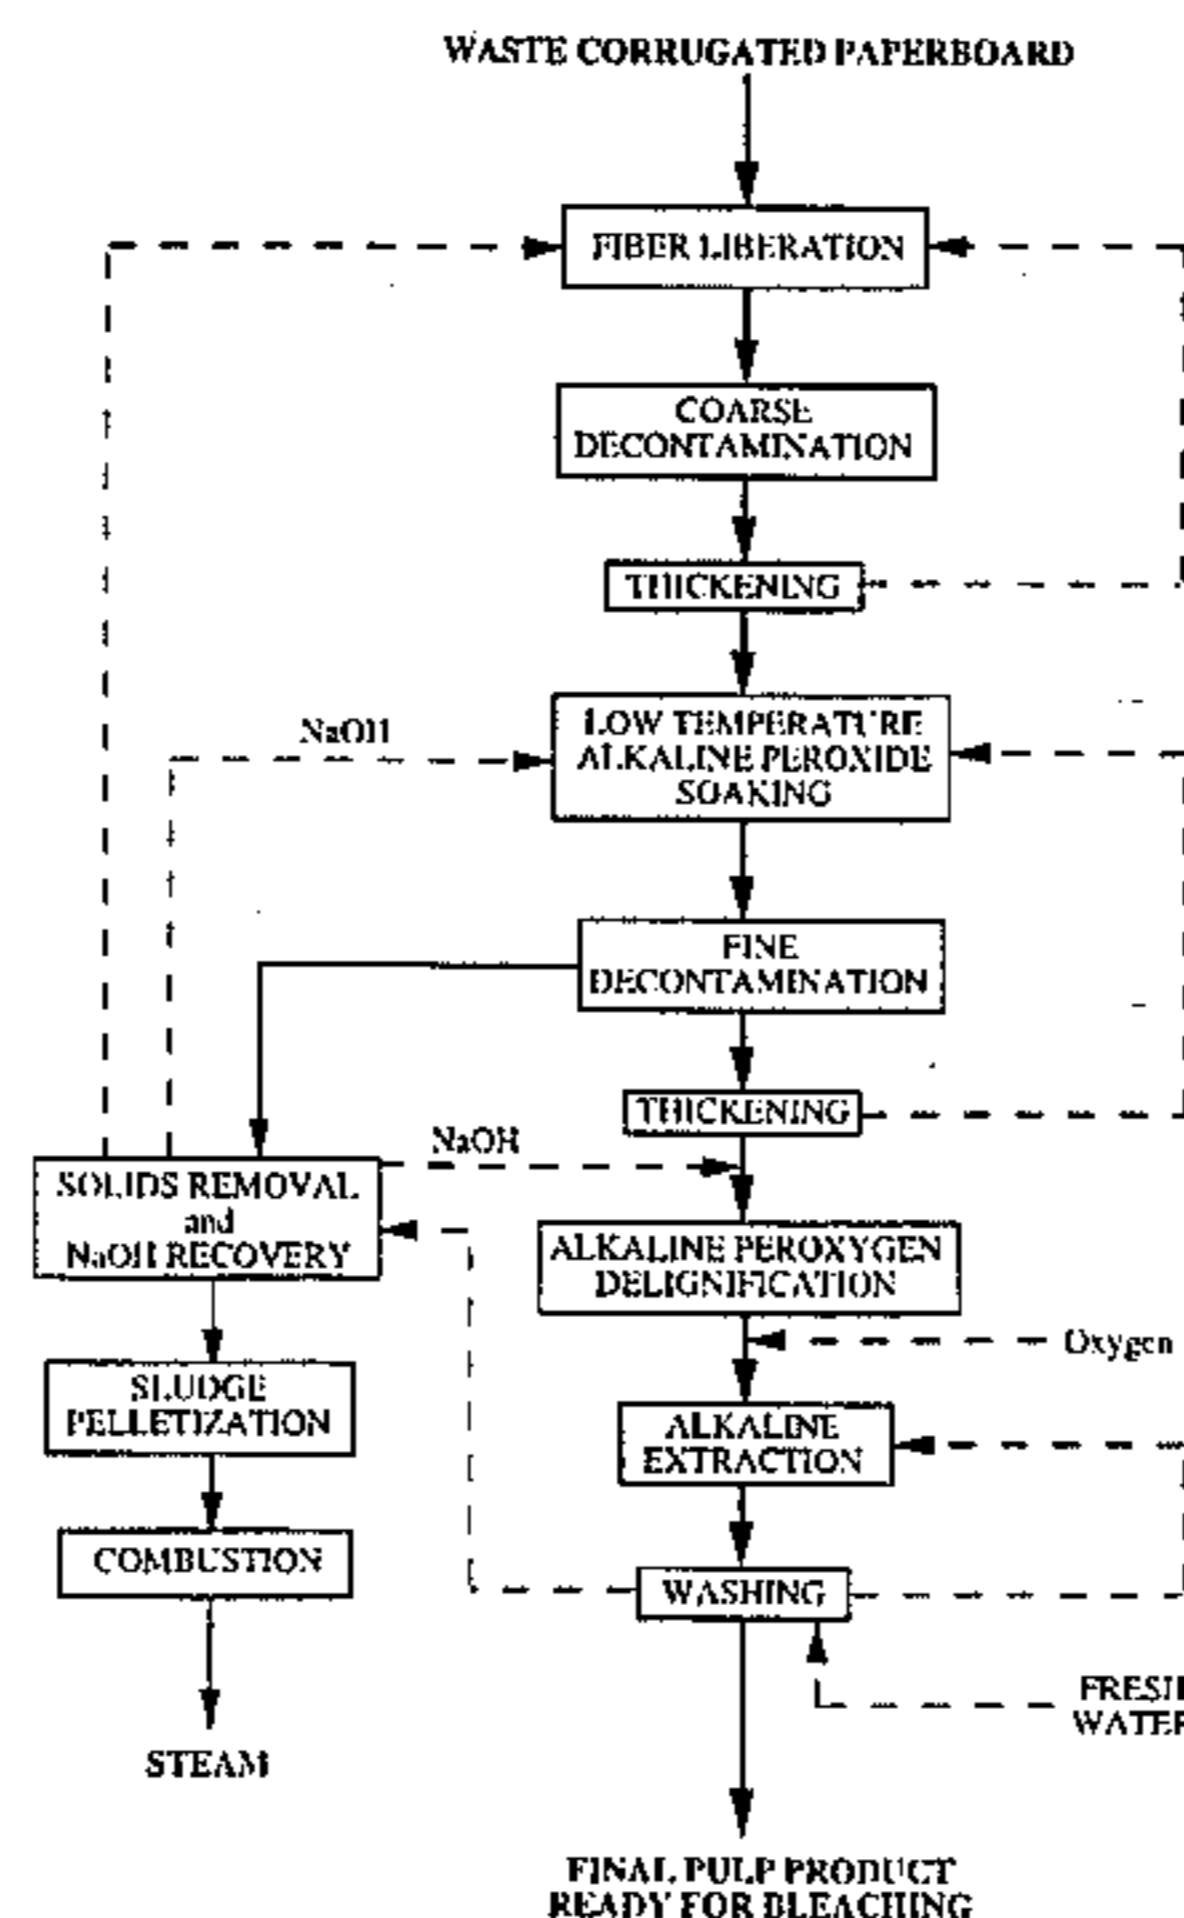 WASTE CORRUGATED PAPERBOARD
FIBER LIBERATION
COARSE
DECONTAMINATION
THICKENING
NaOH
LOW TEMPERATURE
ALKALINE PEROXIDE
SOAKING
FINE
DECONTAMINATION
THICKENING
NaOH
SOLIDS REMOVAL
and
NaOH RECOVERY
ALKALINE PEROXYGEN
DELIGNIFICATION
Oxygen
SLUDGE
PELLETIZATION
ALKALINE
EXTRACTION
COMBUSTION
WASHING
FRESH
WATER
STEAM
FINAL PULP PRODUCT
READY FOR BLEACHING